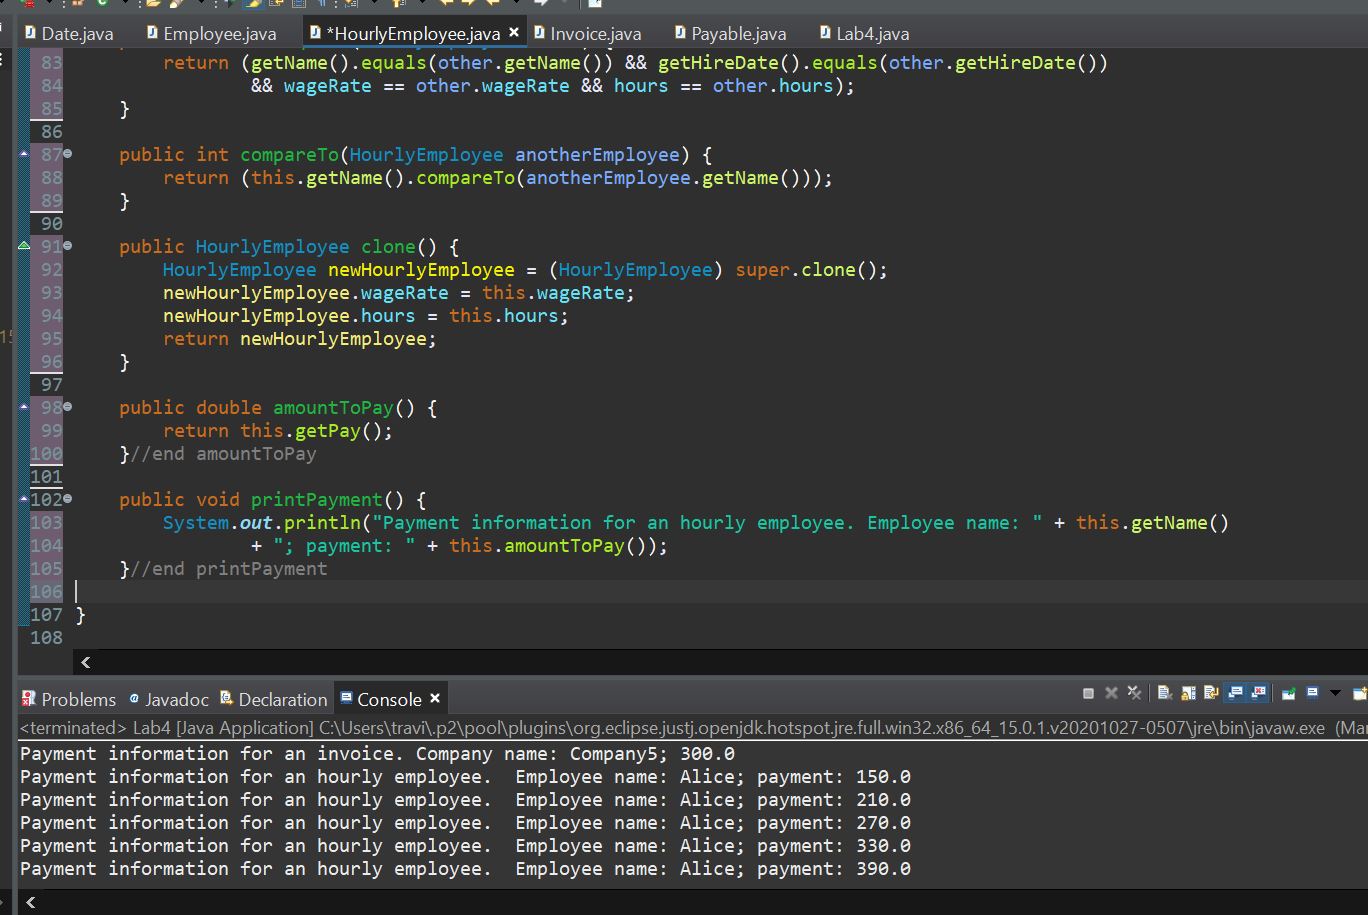 Date.java Employee.java *HourlyEmployee.java Invoice.java Payable.java Lab4.java
83 return (getName().equals(other.getName()) && getHireDate().equals(other.getHireDate())
84 && wageRate == other.wageRate && hours == other.hours);
85 }
86
87 public int compareTo(HourlyEmployee anotherEmployee) {
88 return (this.getName().compareTo(anotherEmployee.getName()));
89 }
90
91 public HourlyEmployee clone() {
92 HourlyEmployee newHourlyEmployee = (HourlyEmployee) super.clone();
93 newHourlyEmployee.wageRate = this.wageRate;
94 newHourlyEmployee.hours = this.hours;
95 return newHourlyEmployee;
96 }
97
98 public double amountToPay() {
99 return this.getPay();
100 }//end amountToPay
101
102 public void printPayment() {
103 System.out.println("Payment information for an hourly employee. Employee name: " + this.getName()
104 + "; payment: " + this.amountToPay());
105 }//end printPayment
106
107 }
108
Problems Javadoc Declaration Console
<terminated> Lab4 [Java Application] C:\Users\travi\.p2\pool\plugins\org.eclipse.justj.openjdk.hotspot.jre.full.win32.x86_64_15.0.1.v20201027-0507\jre\bin\javaw.exe (Mar
Payment information for an invoice. Company name: Company5; 300.0
Payment information for an hourly employee.  Employee name: Alice; payment: 150.0
Payment information for an hourly employee.  Employee name: Alice; payment: 210.0
Payment information for an hourly employee.  Employee name: Alice; payment: 270.0
Payment information for an hourly employee.  Employee name: Alice; payment: 330.0
Payment information for an hourly employee.  Employee name: Alice; payment: 390.0